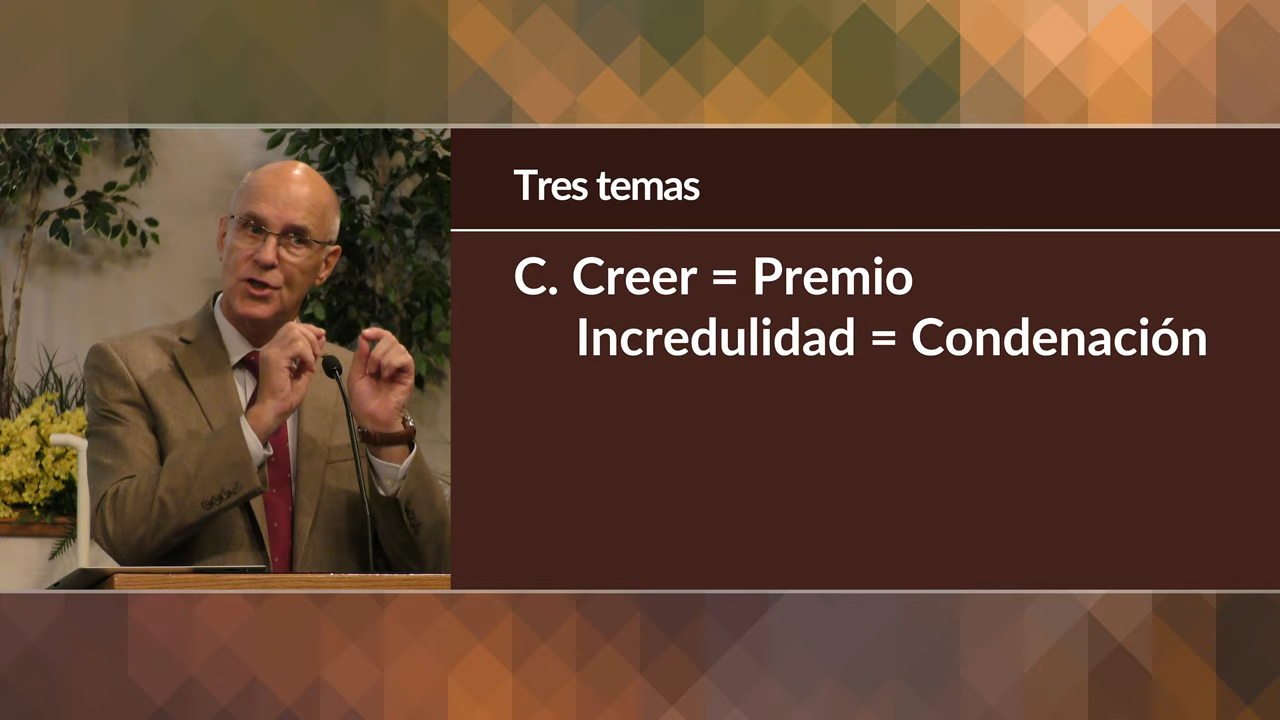 Tres temas
C. Creer = Premio
Incredulidad = Condenación